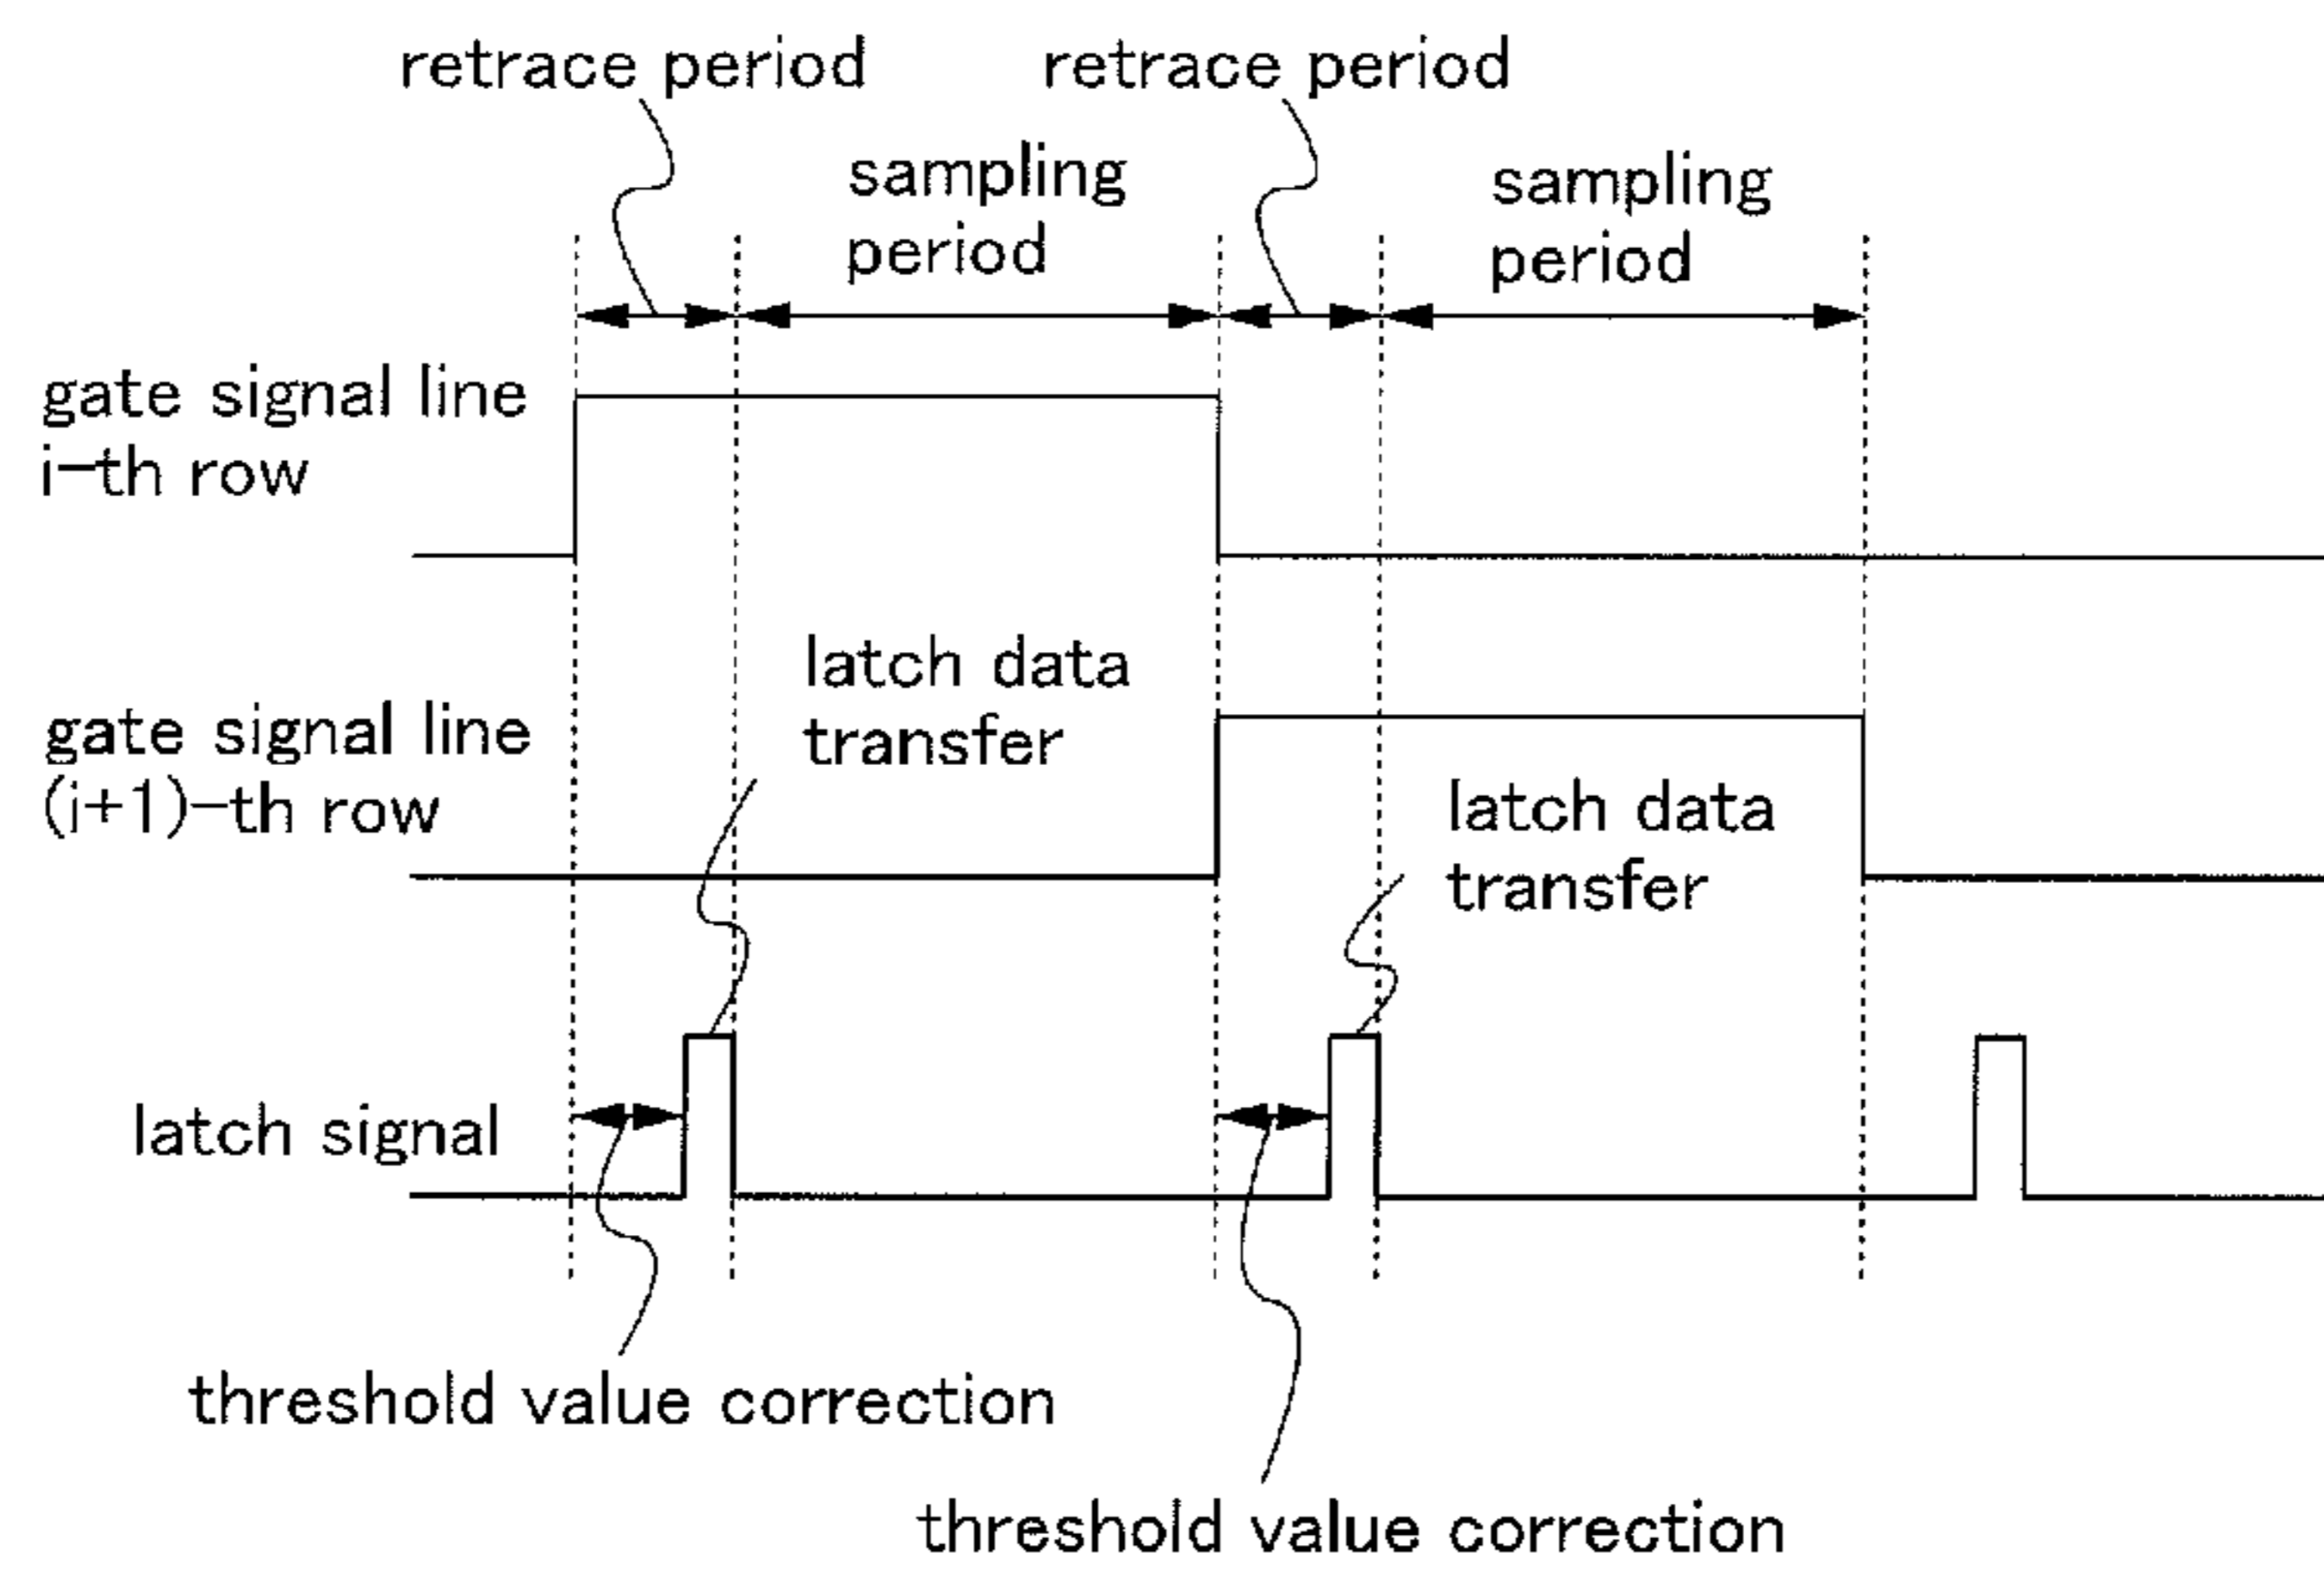 retrace period
retrace period
sampling
period
sampling
period
gate signal line
i-th row
latch data
transfer
gate signal line
(i+1)-th row
latch data
transfer
latch signal
threshold value correction
threshold value correction